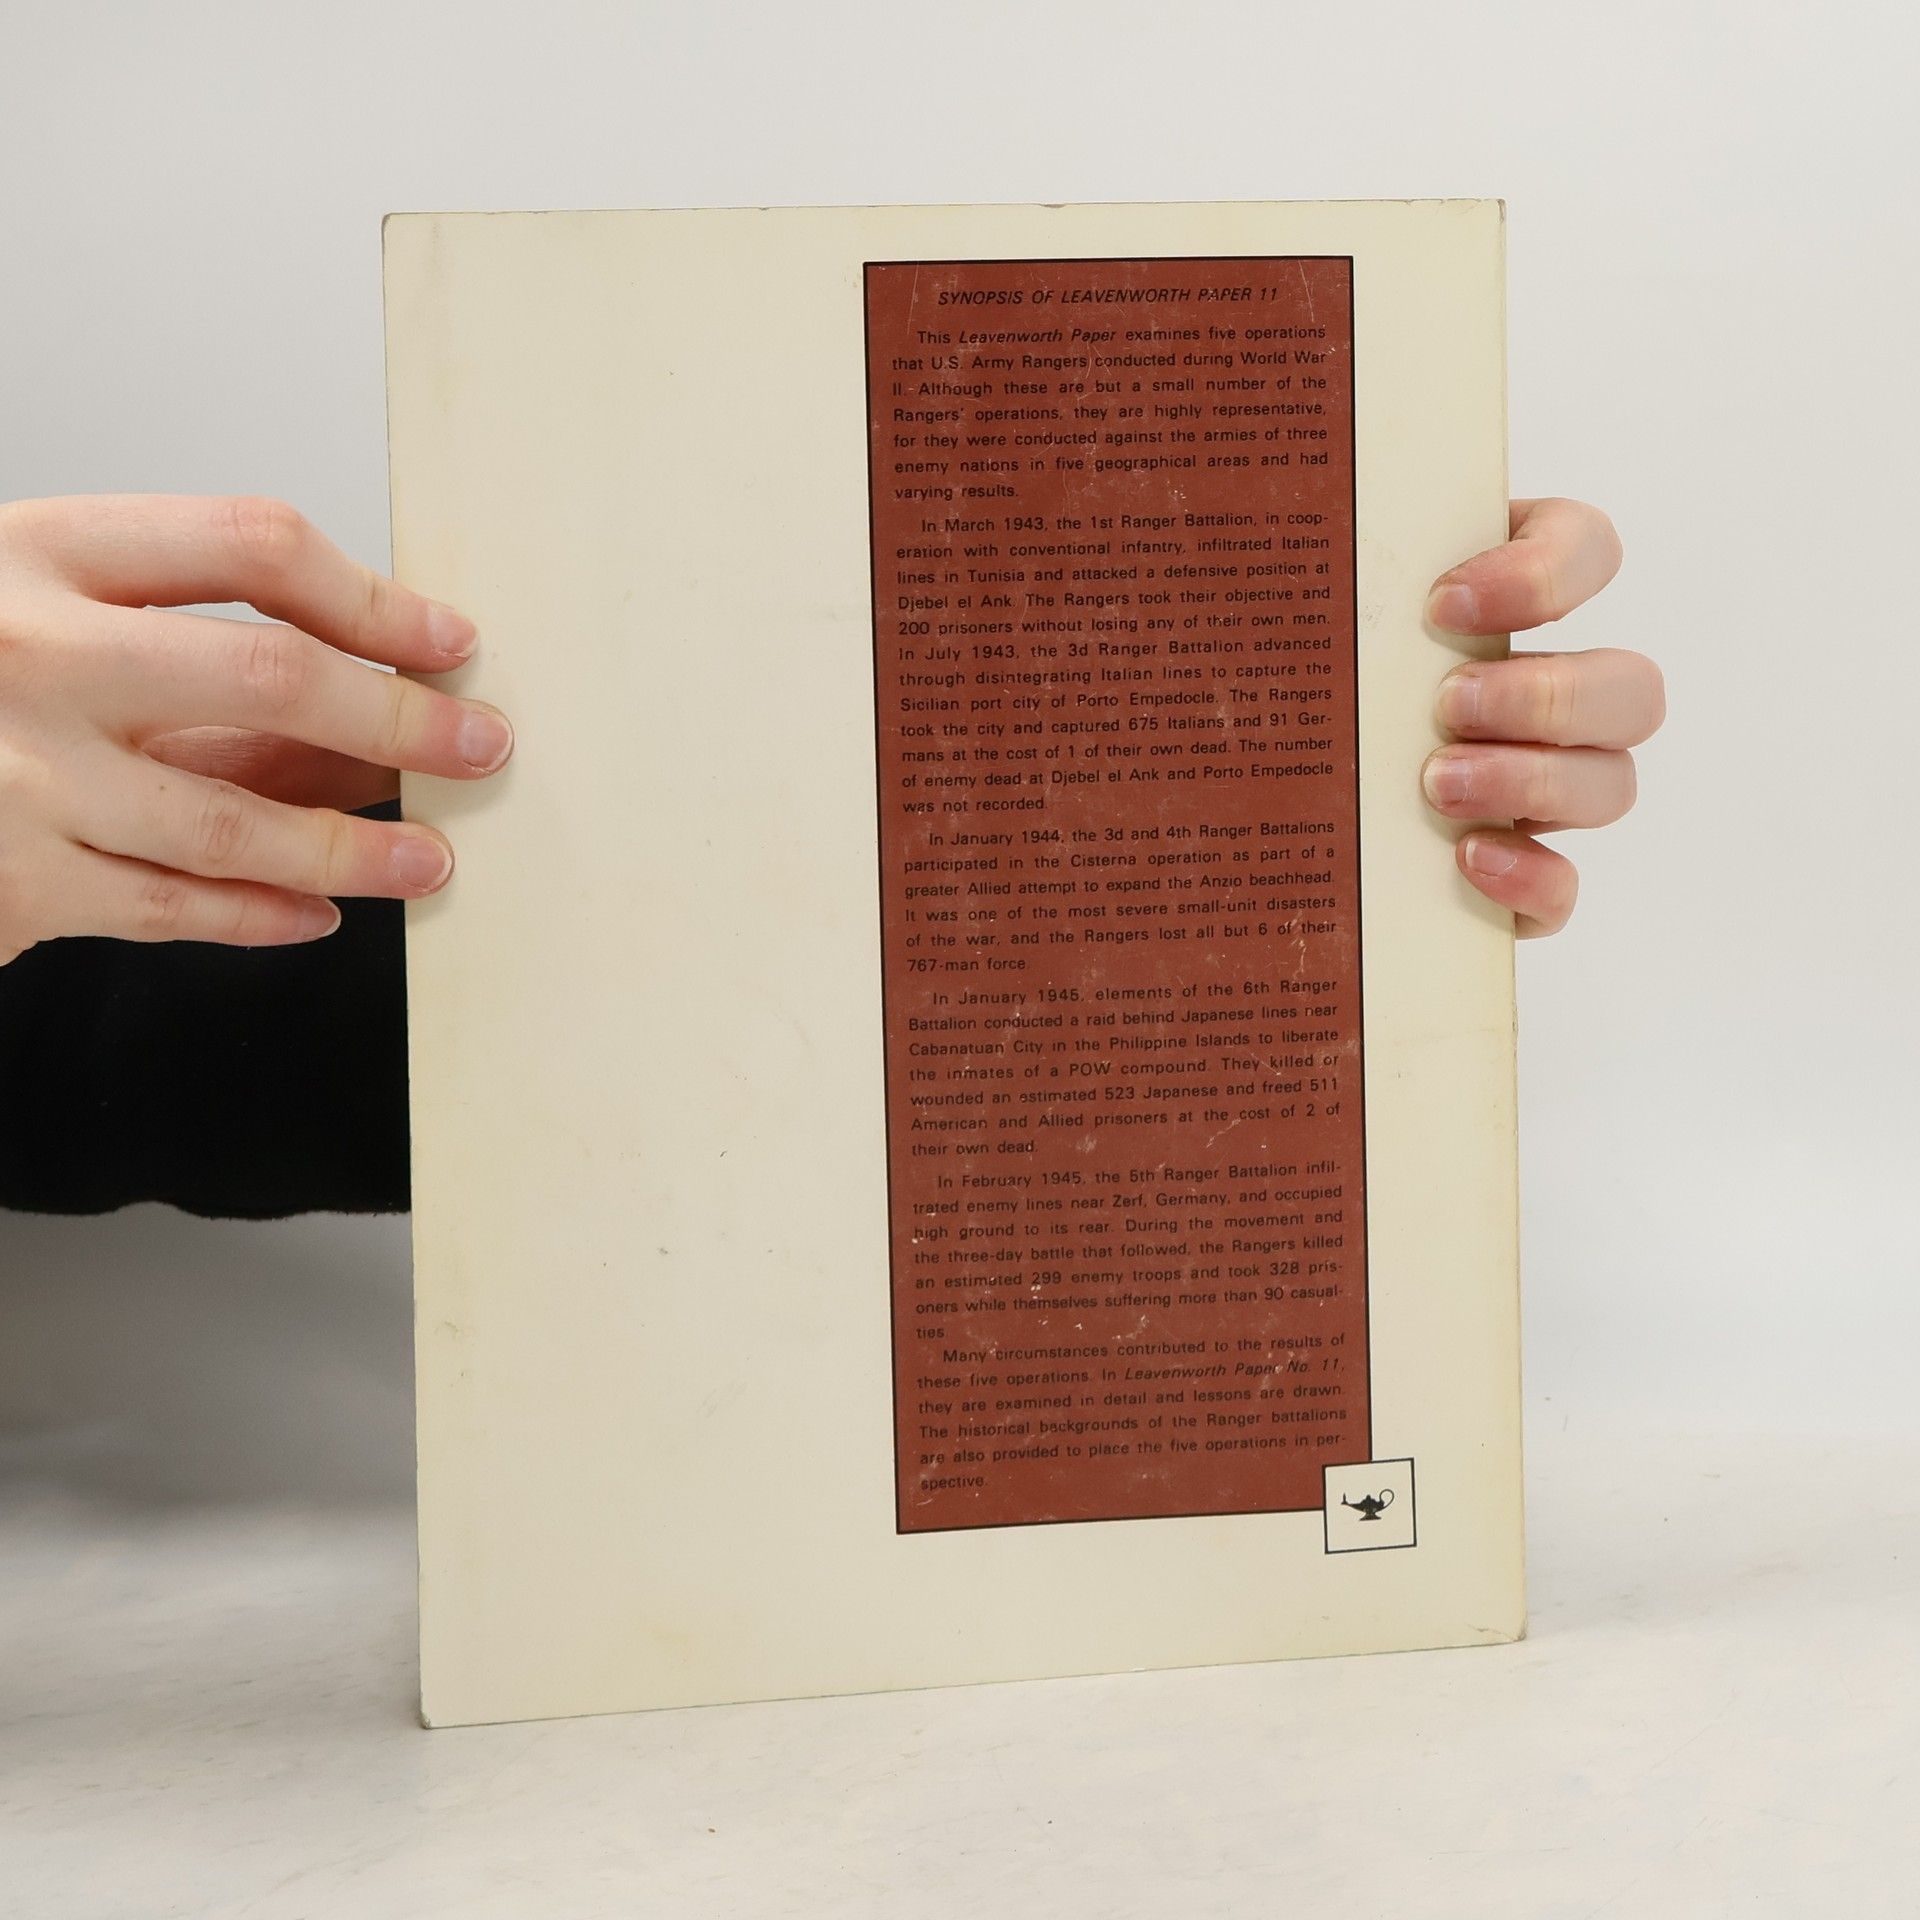 SYNOPSIS OF LEAVENWORTH PAPER 11
This Leavenworth Paper examines five operations
that U.S. Army Rangers conducted during World War
II. Although these are but a small number of the
Rangers' operations, they are highly representative,
for they were conducted against the armies of three
enemy nations in five geographical areas and had
varying results.
In March 1943, the 1st Ranger Battalion, in coop-
eration with conventional infantry, infiltrated Italian
lines in Tunisia and attacked a defensive position at
Djebel el Ank. The Rangers took their objective and
200 prisoners without losing any of their own men.
In July 1943, the 3d Ranger Battalion advanced
through disintegrating Italian lines to capture the
Sicilian port city of Porto Empedocle. The Rangers
took the city and captured 675 Italians and 91 Ger-
mans at the cost of 1 of their own dead. The number
of enemy dead at Djebel el Ank and Porto Empedocle
was not recorded.
In January 1944, the 3d and 4th Ranger Battalions
participated in the Cisterna operation as part of a
greater Allied attempt to expand the Anzio beachhead.
It was one of the most severe small-unit disasters
of the war, and the Rangers lost all but 6 of their
767-man force.
In January 1945, elements of the 6th Ranger
Battalion conducted a raid behind Japanese lines near
Cabanatuan City in the Philippine Islands to liberate
the inmates of a POW compound. They killed or
wounded an estimated 523 Japanese and freed 511
American and Allied prisoners at the cost of 2 of
their own dead.
In February 1945, the 5th Ranger Battalion infil-
trated enemy lines near Zerf, Germany, and occupied
high ground to its rear. During the movement and
the three-day battle that followed, the Rangers killed
an estimated 299 enemy troops and took 328 pris-
oners while themselves suffering more than 90 casual-
ties.
Many circumstances contributed to the results of
these five operations. In Leavenworth Paper No. 11,
they are examined in detail and lessons are drawn.
The historical backgrounds of the Ranger battalions
are also provided to place the five operations in per-
spective.